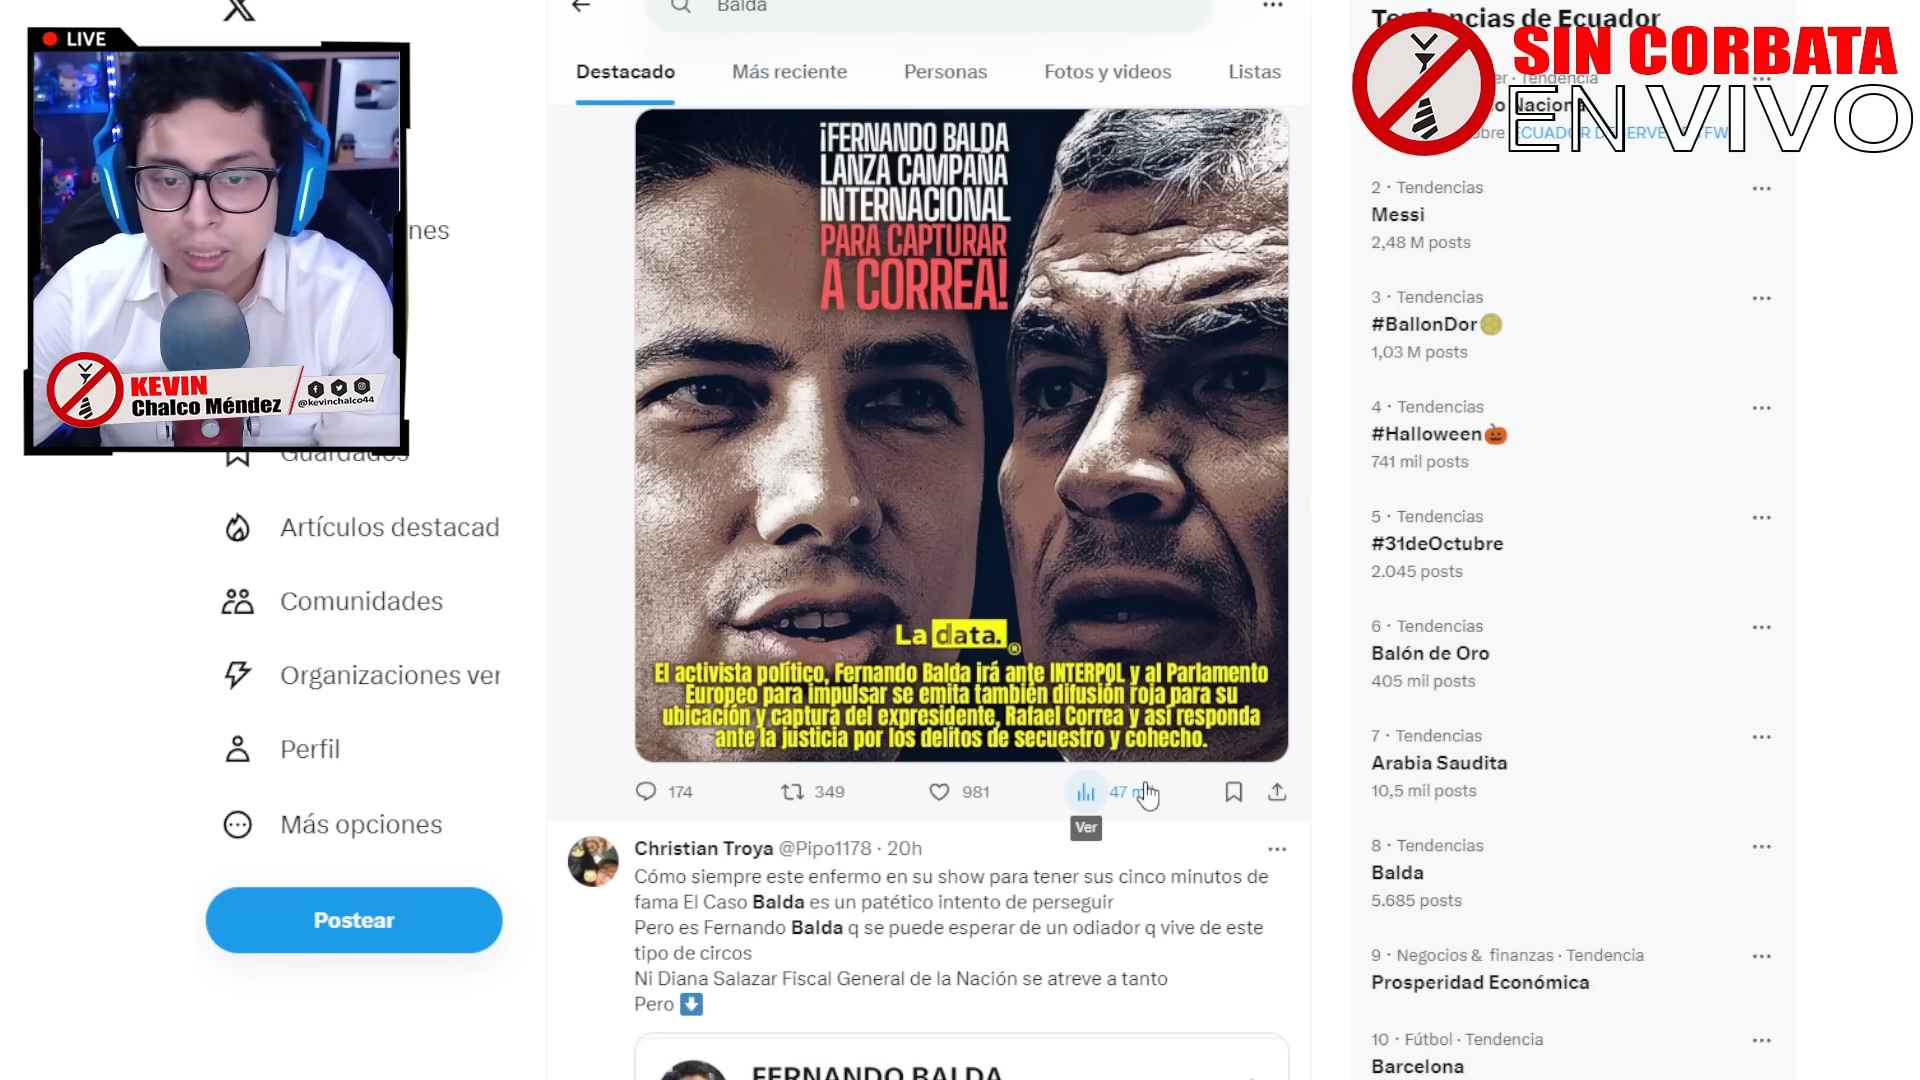 LIVE
KEVIN
Chalco Méndez
@kevinchalco44
nes
Guardados
Artículos destacad
Comunidades
Organizaciones ver
Perfil
Más opciones
Postear
Balda
Destacado
Más reciente
Personas
Fotos y videos
Listas
¡FERNANDO BALDA
LANZA CAMPAÑA
INTERNACIONAL
PARA CAPTURAR
A CORREA!
La data.®
El activista político, Fernando Balda irá ante INTERPOL y al Parlamento
Europeo para impulsar se emita también difusión roja para su
ubicación y captura del expresidente, Rafael Correa y así responda
ante la justicia por los delitos de secuestro y cohecho.
174
349
981
47 m
Ver
Christian Troya @Pipo1178 · 20h
Cómo siempre este enfermo en su show para tener sus cinco minutos de
fama El Caso Balda es un patético intento de perseguir
Pero es Fernando Balda q se puede esperar de un odiador q vive de este
tipo de circos
Ni Diana Salazar Fiscal General de la Nación se atreve a tanto
Pero ⬇️
FERNANDO BALDA
Tendencias de Ecuador
SIN CORBATA
EN VIVO
er · Tendencia
o Nacional
obre ECUADOR
2 · Tendencias
Messi
2,48 M posts
3 · Tendencias
#BallonDor
1,03 M posts
4 · Tendencias
#Halloween🎃
741 mil posts
5 · Tendencias
#31deOctubre
2.045 posts
6 · Tendencias
Balón de Oro
405 mil posts
7 · Tendencias
Arabia Saudita
10,5 mil posts
8 · Tendencias
Balda
5.685 posts
9 · Negocios & finanzas · Tendencia
Prosperidad Económica
10 · Fútbol · Tendencia
Barcelona